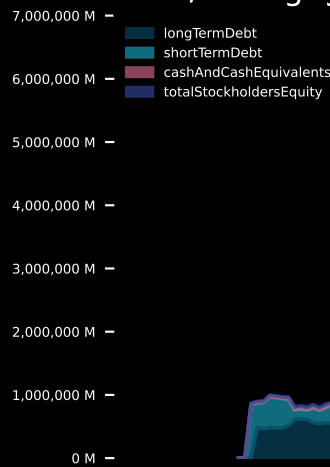 7,000,000 M
longTermDebt
shortTermDebt
6,000,000 M
cashAndCashEquivalents
totalStockholdersEquity
5,000,000 M
4,000,000 M
3,000,000 M
2,000,000 M
1,000,000 M
0 M